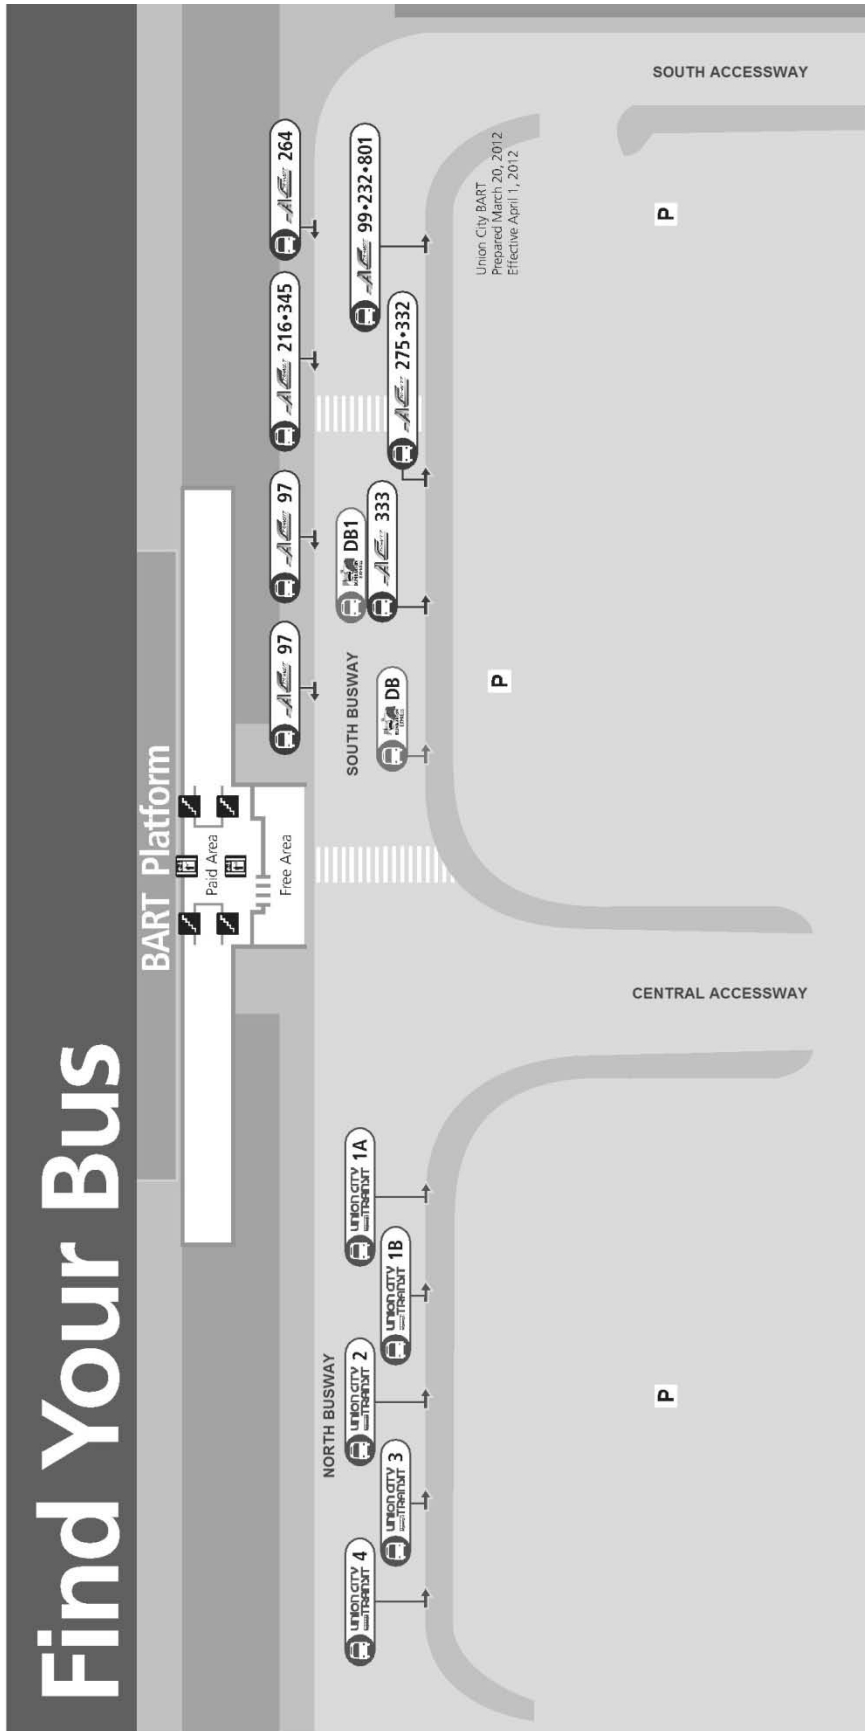 Find Your Bus
BART Platform
Paid Area
Free Area
NORTH BUSWAY
UNION CITY
TRANSIT 4
UNION CITY
TRANSIT 3
UNION CITY
TRANSIT 2
UNION CITY
TRANSIT 1B
UNION CITY
TRANSIT 1A
SOUTH BUSWAY
97
97
216•345
264
DB
DB1
333
275•332
99•232•801
Union City BART
Prepared March 20, 2012
Effective April 1, 2012
CENTRAL ACCESSWAY
SOUTH ACCESSWAY
P
P
P